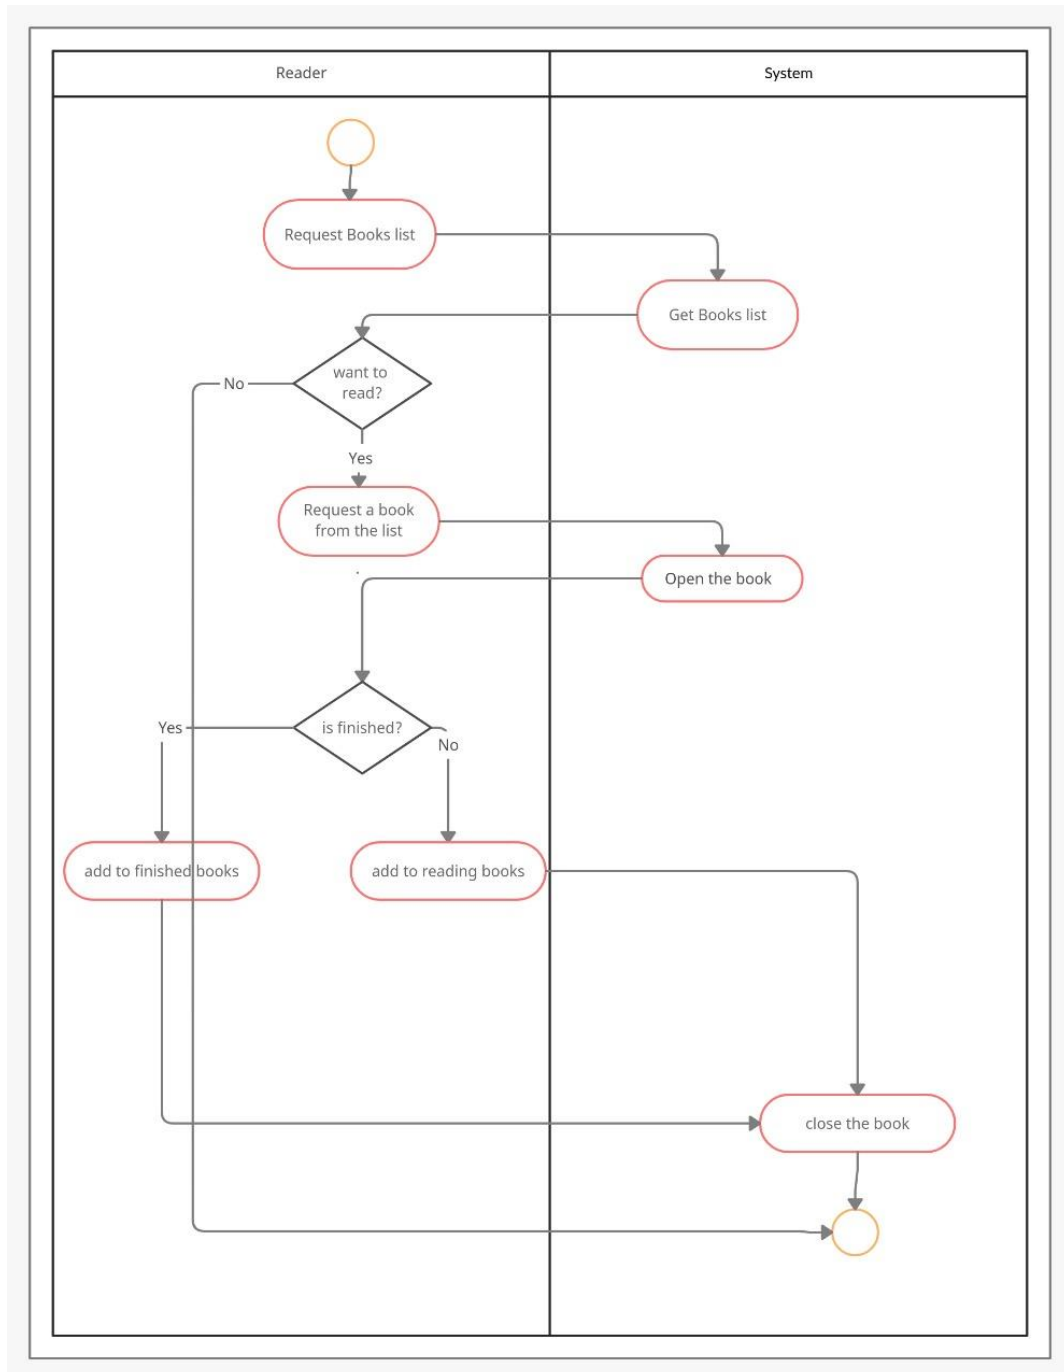 Reader
System
Request Books list
Get Books list
want to
read?
No
Yes
Request a book
from the list
Open the book
is finished?
Yes
No
add to finished books
add to reading books
close the book